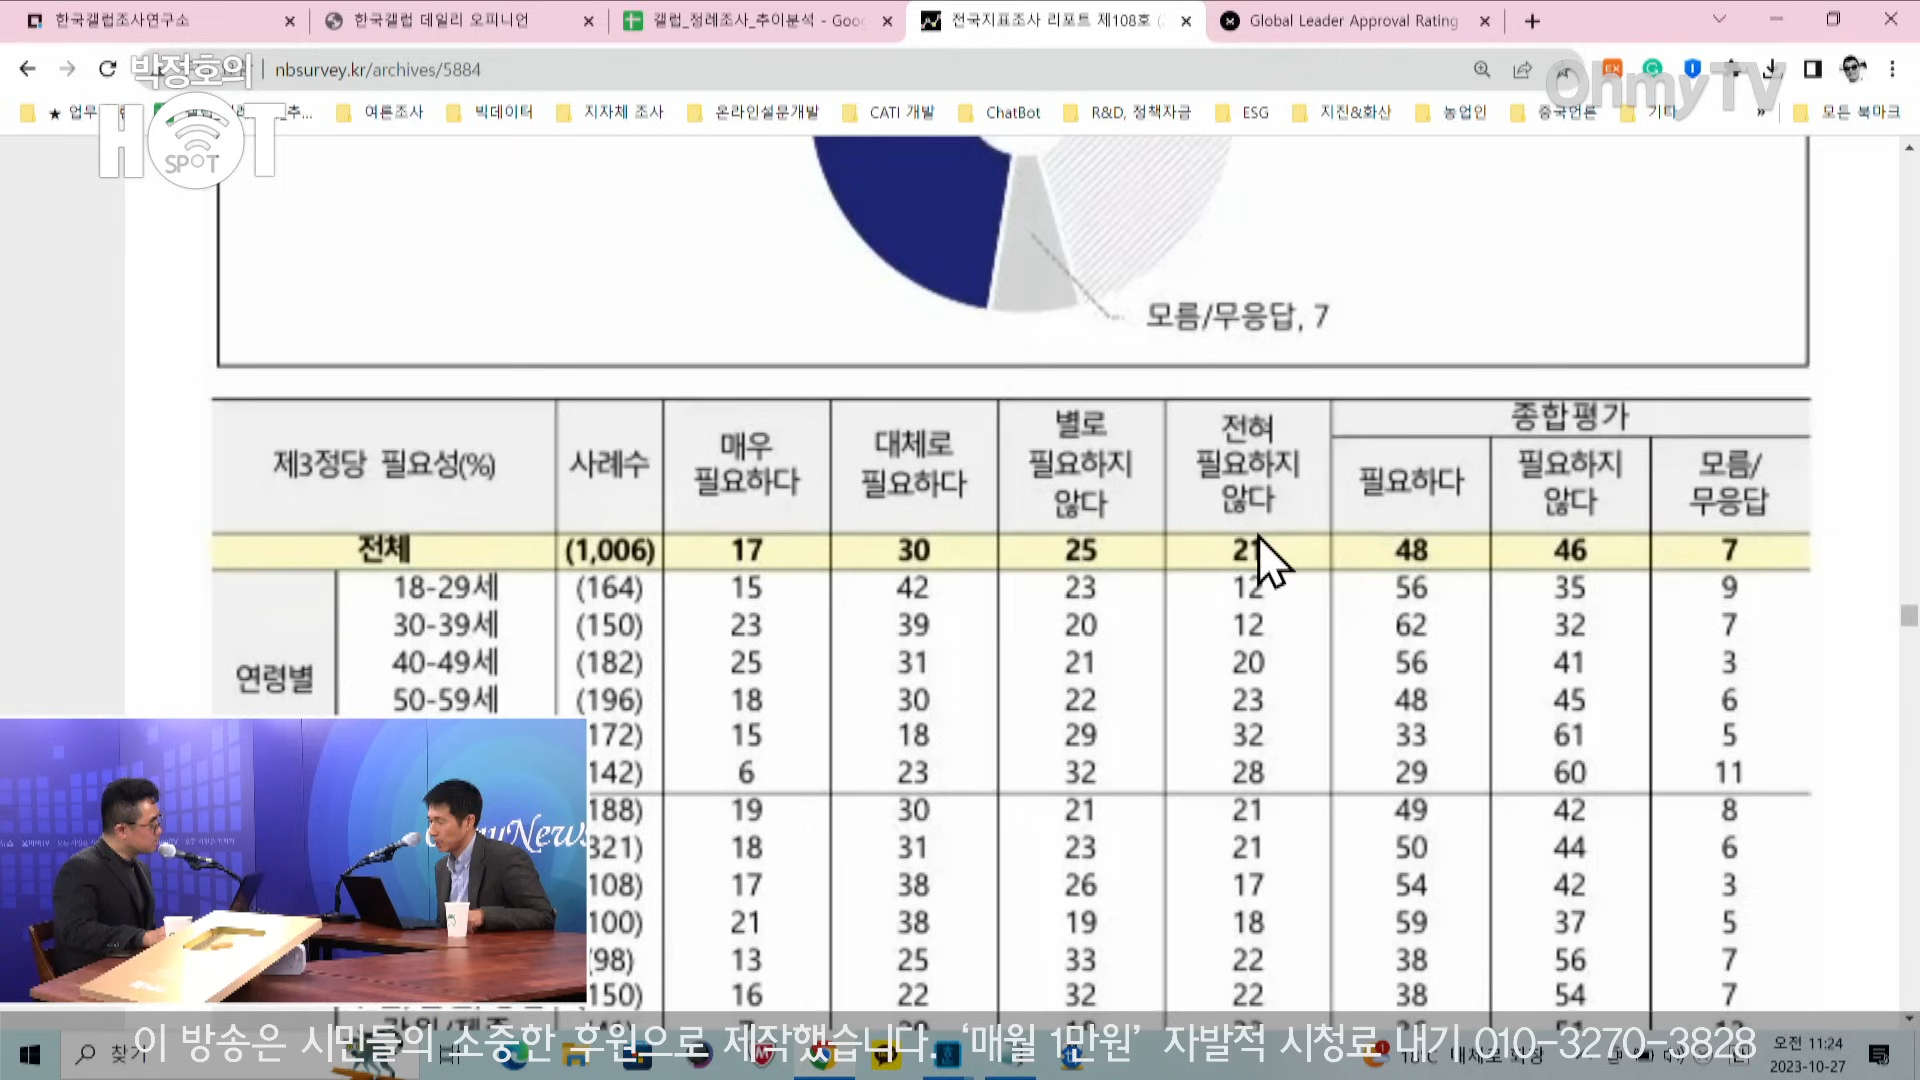 한국갤럽조사연구소
한국갤럽 데일리 오피니언
갤럽_정례조사_추이분석 - Goo
전국지표조사 리포트 제108호 (
Global Leader Approval Rating
nbsurvey.kr/archives/5884
박정호의
HOT
SPOT
OhmyTV
여론조사
빅데이터
지자체 조사
온라인설문개발
CATI 개발
ChatBot
R&D, 정책자금
ESG
지진&화산
농업인
중국언론
기타
모든 북마크
모름/무응답, 7
제3정당 필요성(%) 사례수 매우 필요하다 대체로 필요하다 별로 필요하지 않다 전혀 필요하지 않다 종합평가 필요하다 필요하지 않다 모름/무응답
전체 (1,006) 17 30 25 21 48 46 7
연령별
18-29세 (164) 15 42 23 12 56 35 9
30-39세 (150) 23 39 20 12 62 32 7
40-49세 (182) 25 31 21 20 56 41 3
50-59세 (196) 18 30 22 23 48 45 6
172) 15 18 29 32 33 61 5
142) 6 23 32 28 29 60 11
188) 19 30 21 21 49 42 8
321) 18 31 23 21 50 44 6
108) 17 38 26 17 54 42 3
100) 21 38 19 18 59 37 5
(98) 13 25 33 22 38 56 7
150) 16 22 32 22 38 54 7
이 방송은 시민들의 소중한 후원으로 제작했습니다. ‘매월 1만원’ 자발적 시청료 내기 010-3270-3828
오전 11:24
2023-10-27